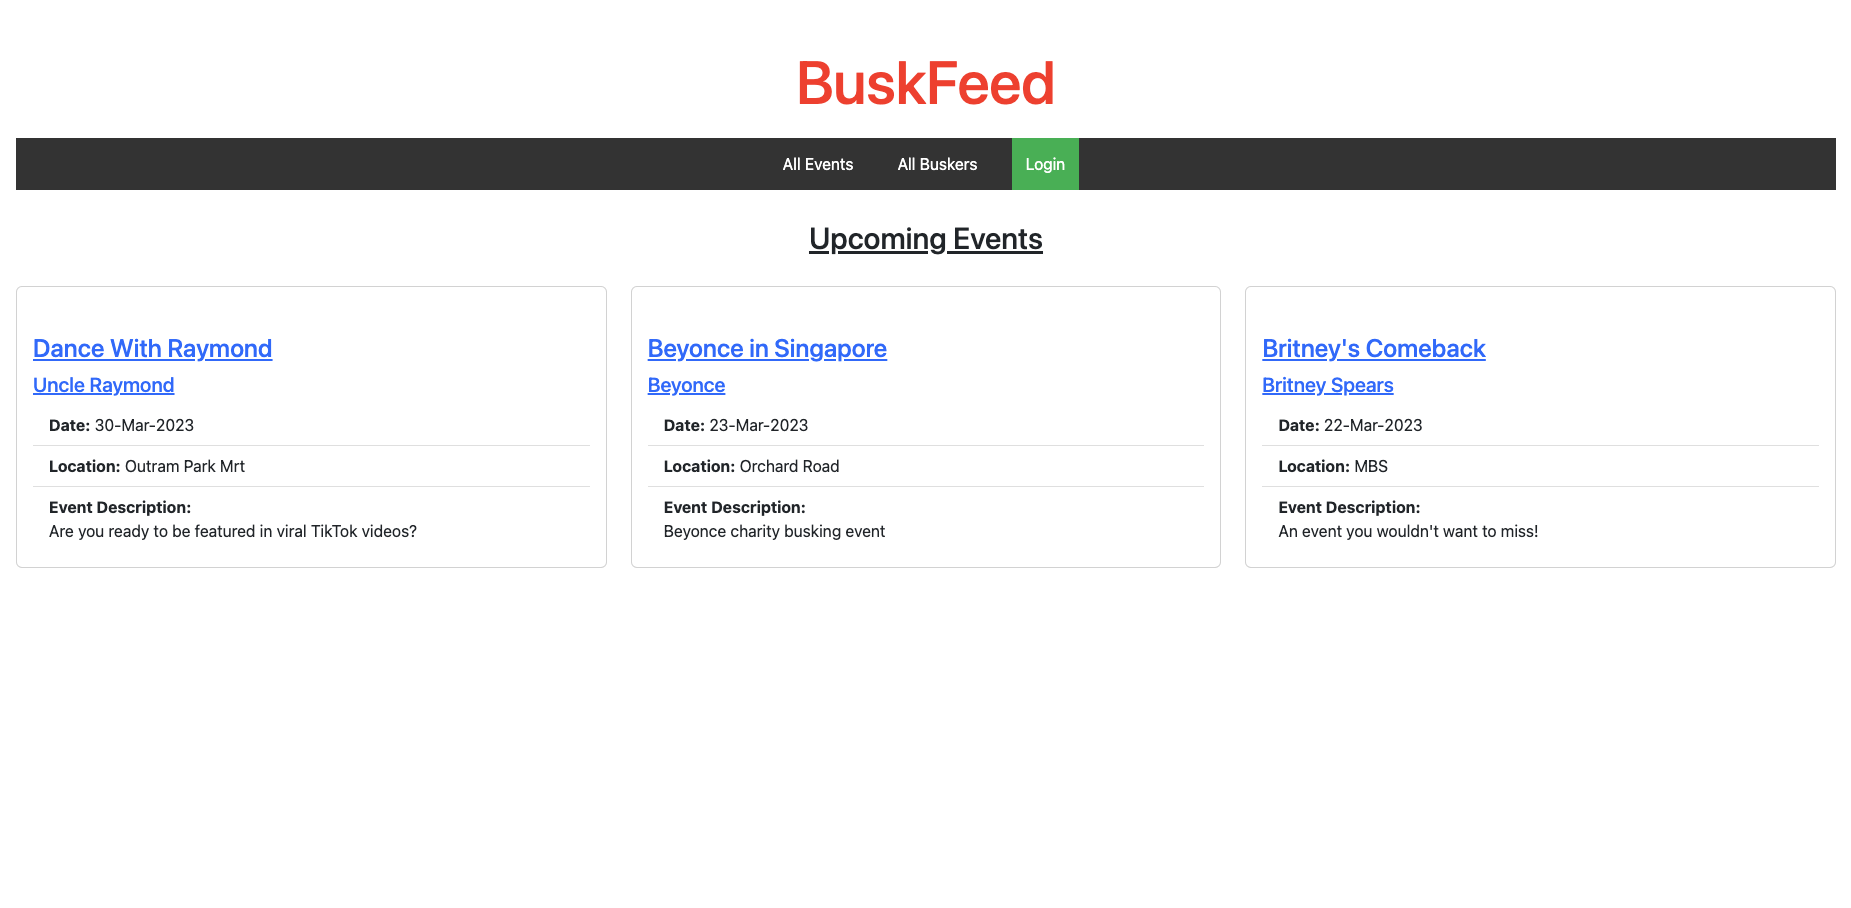 BuskFeed
All Events All Buskers Login
Upcoming Events
Dance With Raymond
Uncle Raymond
Date: 30-Mar-2023
Location: Outram Park Mrt
Event Description:
Are you ready to be featured in viral TikTok videos?
Beyonce in Singapore
Beyonce
Date: 23-Mar-2023
Location: Orchard Road
Event Description:
Beyonce charity busking event
Britney's Comeback
Britney Spears
Date: 22-Mar-2023
Location: MBS
Event Description:
An event you wouldn't want to miss!